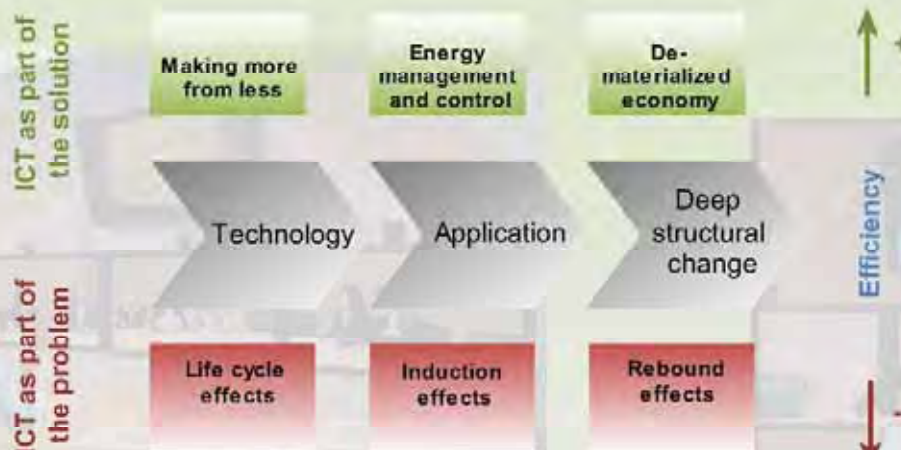 ICT as part of
the solution
Making more
from less
Energy
management
and control
De-
materialized
economy
+
Technology
Application
Deep
structural
change
Efficiency
ICT as part of
the problem
Life cycle
effects
Induction
effects
Rebound
effects
-